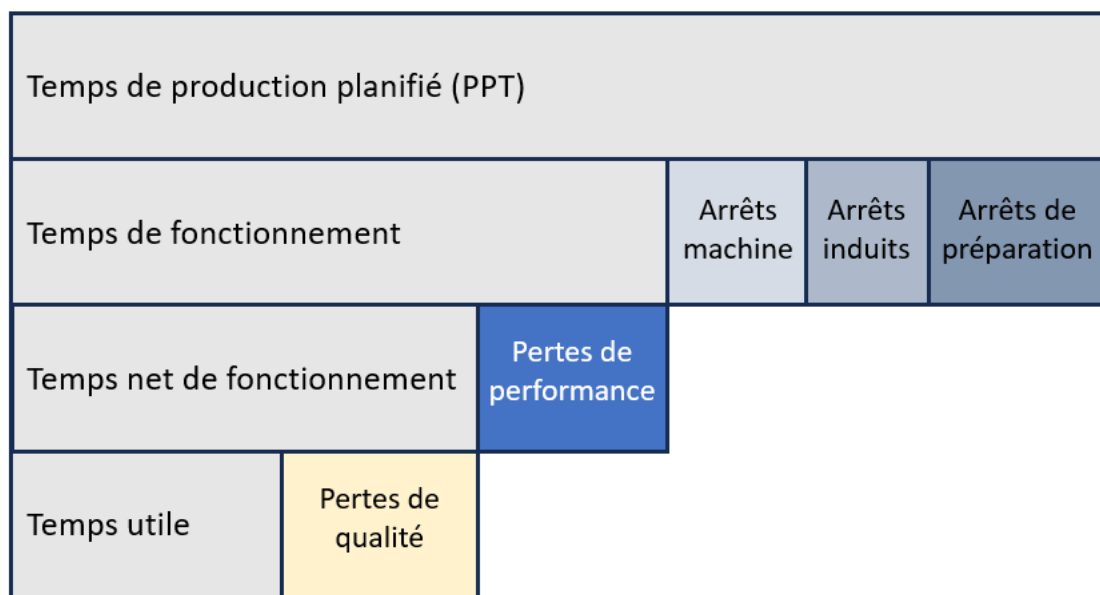 Temps de production planifié (PPT)
Temps de fonctionnement
Arrêts
machine
Arrêts
induits
Arrêts de
préparation
Temps net de fonctionnement
Pertes de
performance
Temps utile
Pertes de
qualité